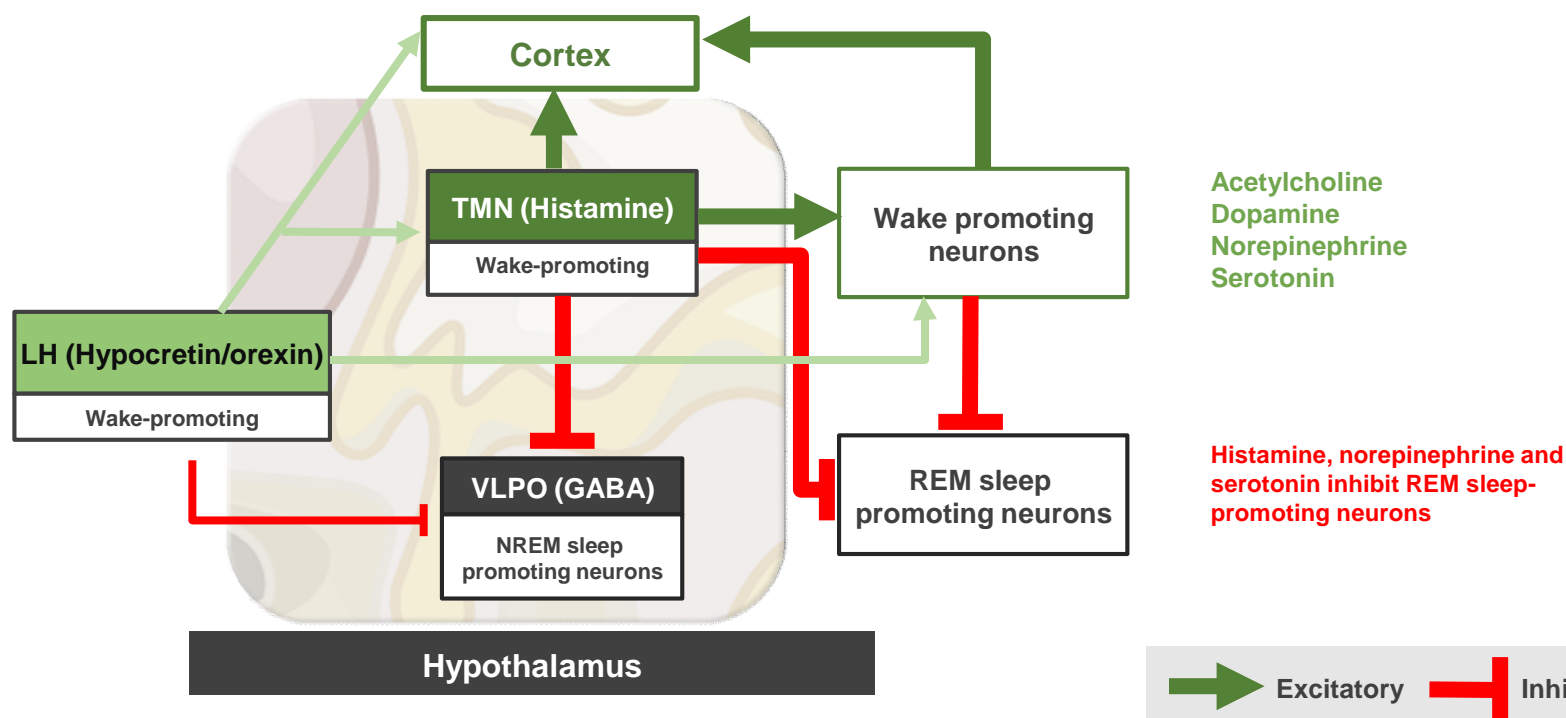 Cortex
TMN (Histamine)
Wake-promoting
Wake promoting
neurons
Acetylcholine
Dopamine
Norepinephrine
Serotonin
LH (Hypocretin/orexin)
Wake-promoting
VLPO (GABA)
NREM sleep
promoting neurons
REM sleep
promoting neurons
Histamine, norepinephrine and
serotonin inhibit REM sleep-
promoting neurons
Hypothalamus
Excitatory
Inhi